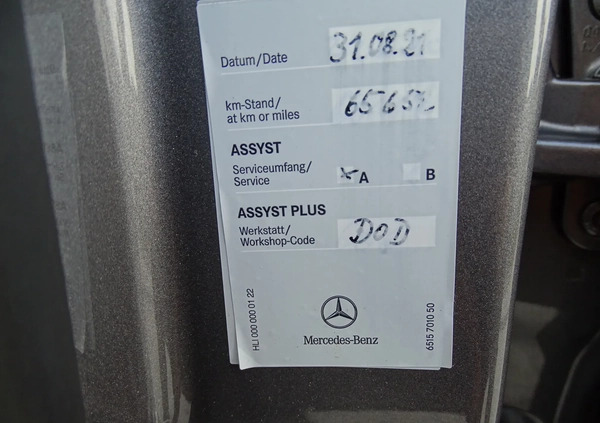 Datum/Date 31.08.21
km-Stand/
at km or miles
ASSYST
Serviceumfang/
Service A B
ASSYST PLUS
Werkstatt/
Workshop-Code DOD
HLI 000 000 01 22
Mercedes-Benz
6515 7010 50